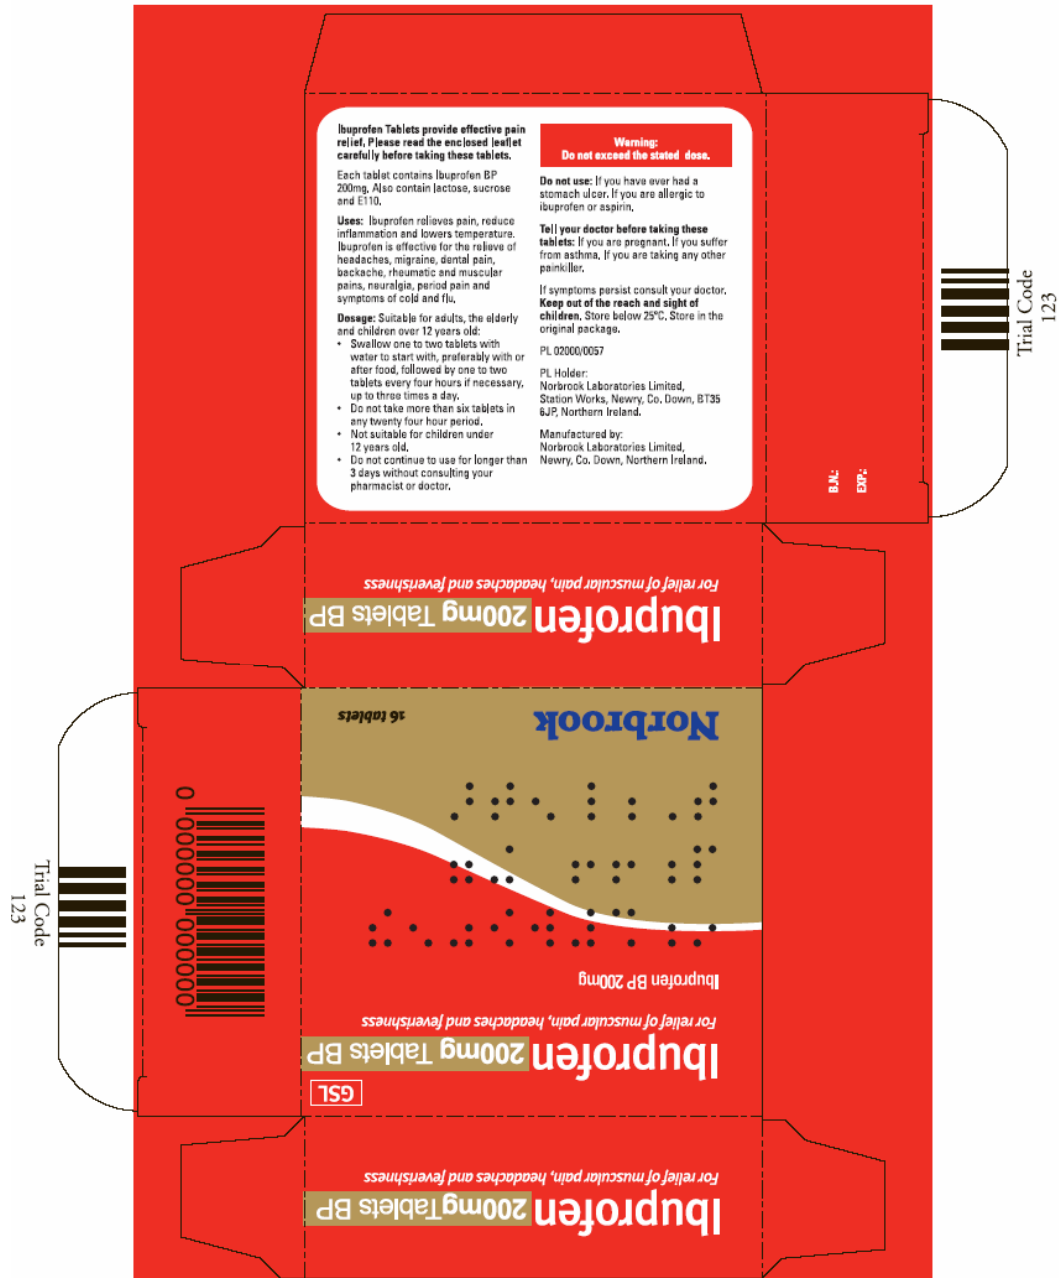 Ibuprofen Tablets provide effective pain
relief. Please read the enclosed leaflet
carefully before taking these tablets.
Each tablet contains Ibuprofen BP
200mg. Also contain lactose, sucrose
and E110.
Uses: Ibuprofen relieves pain, reduce
inflammation and lowers temperature.
Ibuprofen is effective for the relieve of
headaches, migraine, dental pain,
backache, rheumatic and muscular
pains, neuralgia, period pain and
symptoms of cold and flu.
Dosage: Suitable for adults, the elderly
and children over 12 years old:
• Swallow one to two tablets with
water to start with, preferably with or
after food, followed by one to two
tablets every four hours if necessary,
up to three times a day.
• Do not take more than six tablets in
any twenty four hour period.
• Not suitable for children under
12 years old.
• Do not continue to use for longer than
3 days without consulting your
pharmacist or doctor.
Warning:
Do not exceed the stated dose.
Do not use: If you have ever had a
stomach ulcer. If you are allergic to
ibuprofen or aspirin.
Tell your doctor before taking these
tablets: If you are pregnant. If you suffer
from asthma. If you are taking any other
painkiller.
If symptoms persist consult your doctor.
Keep out of the reach and sight of
children. Store below 25°C. Store in the
original package.
PL 02000/0057
PL Holder:
Norbrook Laboratories Limited,
Station Works, Newry, Co. Down, BT35
6JP, Northern Ireland.
Manufactured by:
Norbrook Laboratories Limited,
Newry, Co. Down, Northern Ireland.
B.N.:
EXP.:
Trial Code
123
Ibuprofen 200mg Tablets BP
For relief of muscular pain, headaches and feverishness
GSL
Ibuprofen 200mg Tablets BP
For relief of muscular pain, headaches and feverishness
Ibuprofen BP 200mg
Norbrook
16 tablets
0 000000 000000
Trial Code
123
Ibuprofen 200mg Tablets BP
For relief of muscular pain, headaches and feverishness